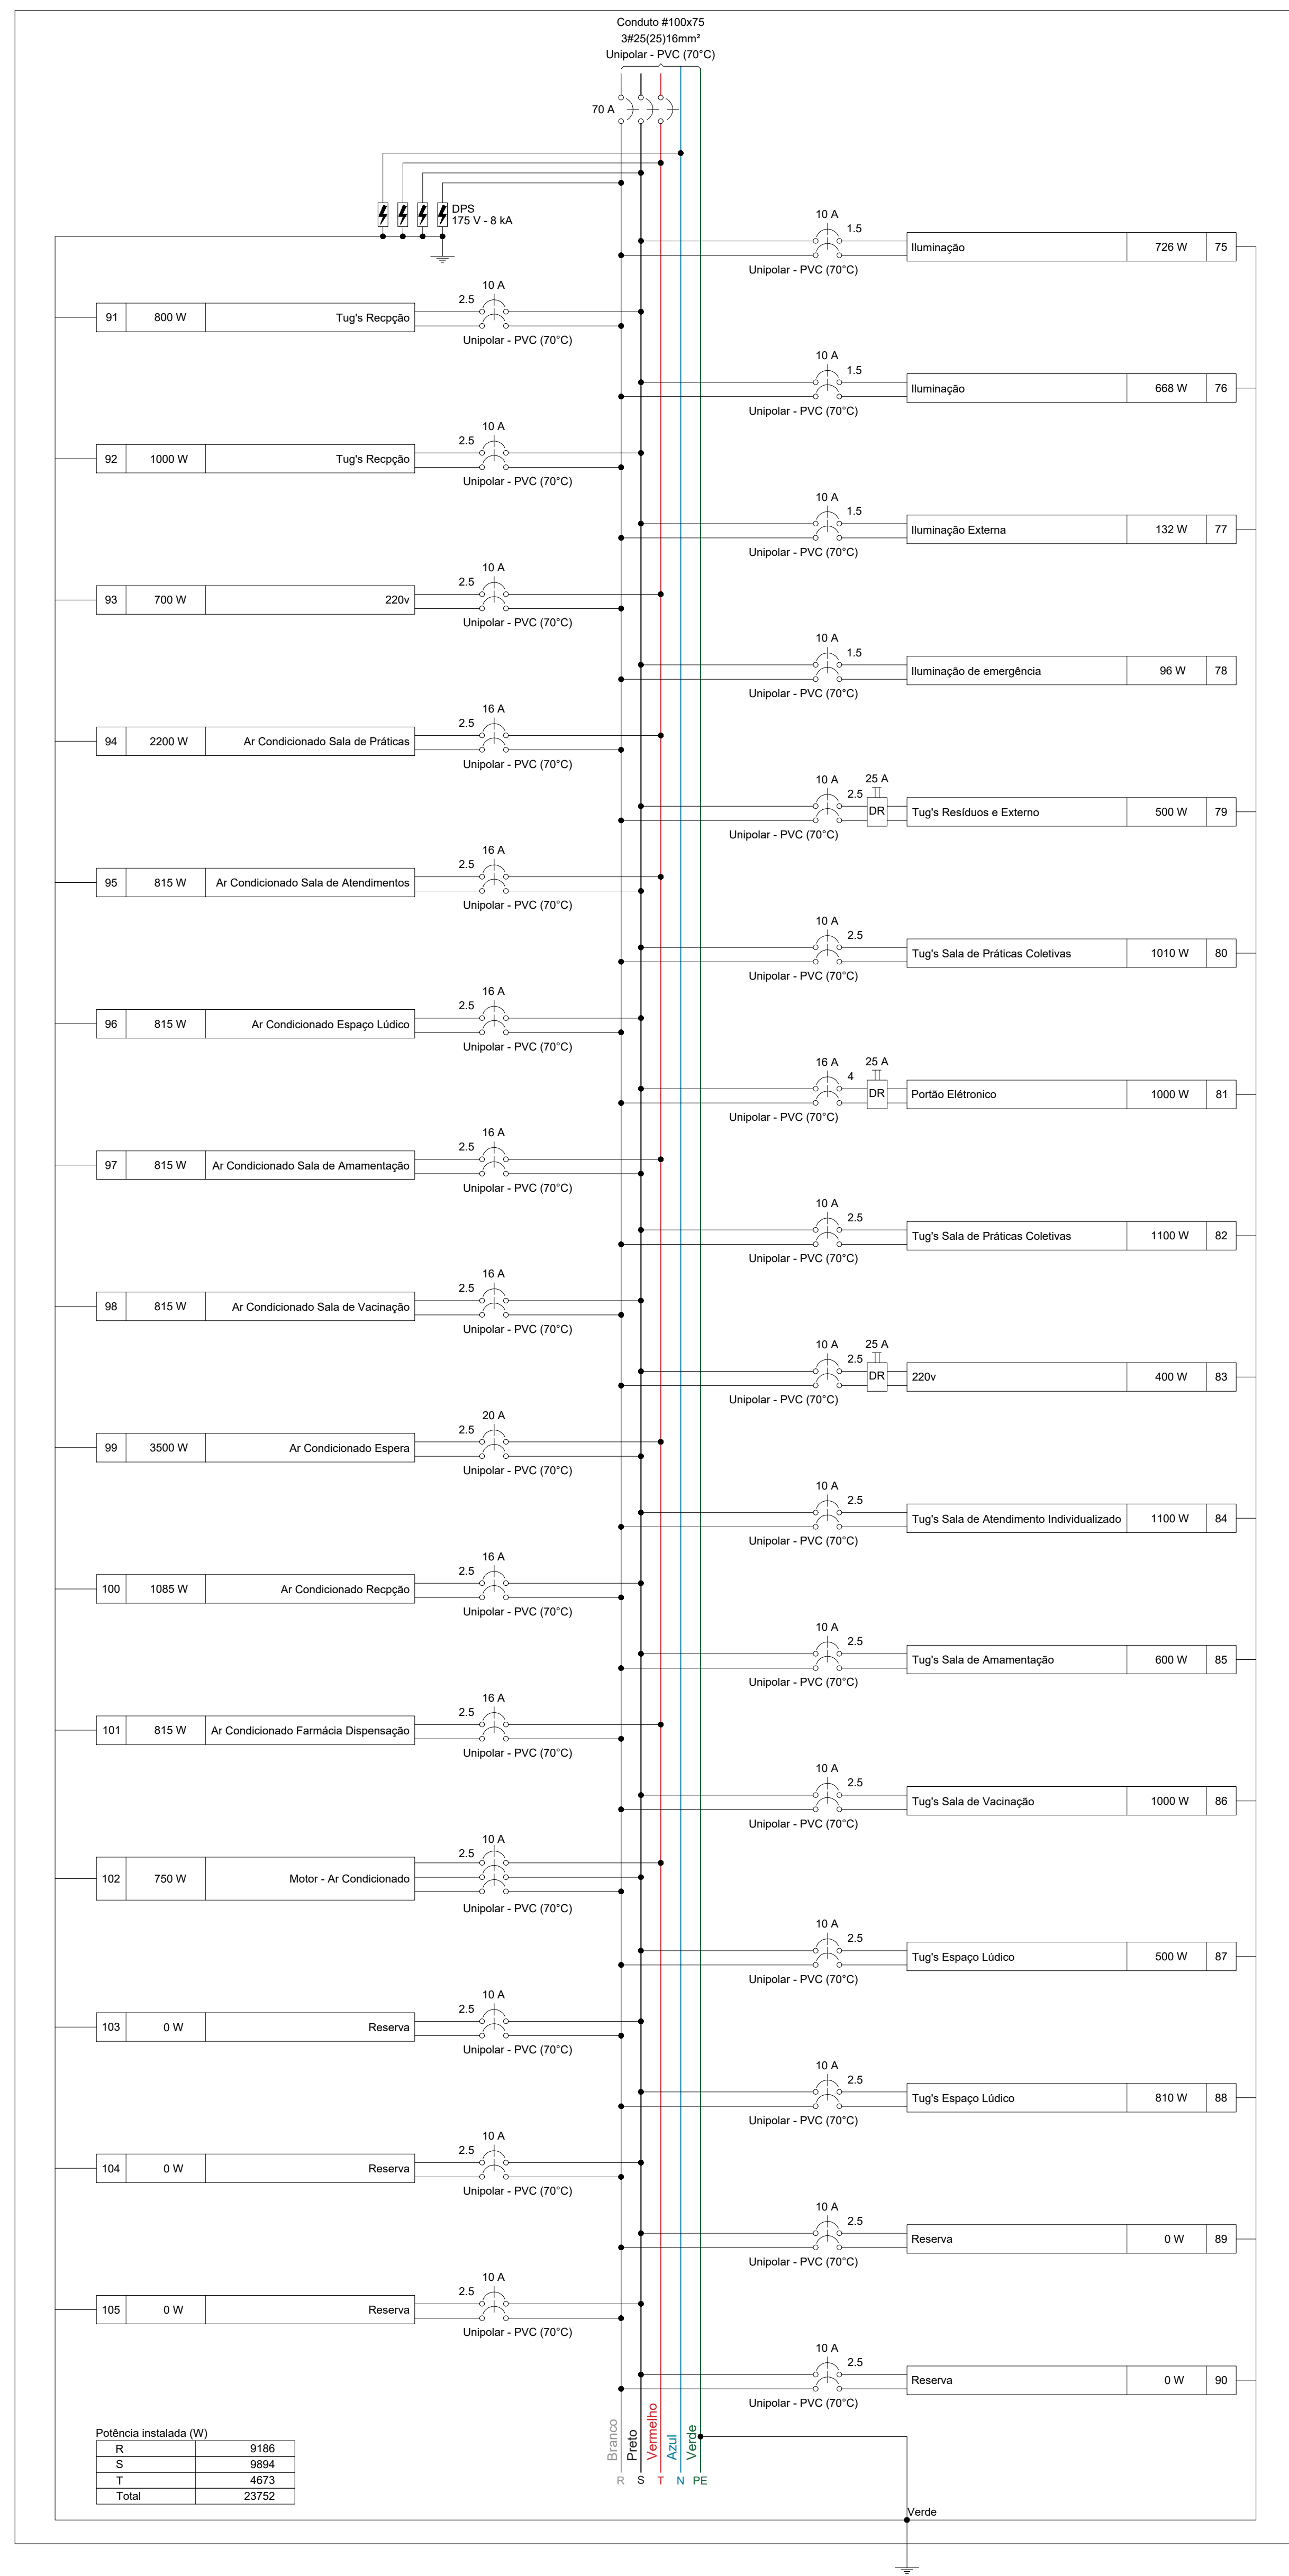 Conduto #100x75
3#25(25)16mm²
Unipolar - PVC (70°C)
70 A
DPS
175 V - 8 kA
10 A
1.5
Iluminação 726 W 75
Unipolar - PVC (70°C)
10 A
2.5
91 800 W Tug's Recpção
Unipolar - PVC (70°C)
10 A
1.5
Iluminação 668 W 76
Unipolar - PVC (70°C)
10 A
2.5
92 1000 W Tug's Recpção
Unipolar - PVC (70°C)
10 A
1.5
Iluminação Externa 132 W 77
Unipolar - PVC (70°C)
10 A
2.5
93 700 W 220v
Unipolar - PVC (70°C)
10 A
1.5
Iluminação de emergência 96 W 78
Unipolar - PVC (70°C)
16 A
2.5
94 2200 W Ar Condicionado Sala de Práticas
Unipolar - PVC (70°C)
10 A 25 A
2.5
DR Tug's Resíduos e Externo 500 W 79
Unipolar - PVC (70°C)
16 A
2.5
95 815 W Ar Condicionado Sala de Atendimentos
Unipolar - PVC (70°C)
10 A
2.5
Tug's Sala de Práticas Coletivas 1010 W 80
Unipolar - PVC (70°C)
16 A
2.5
96 815 W Ar Condicionado Espaço Lúdico
Unipolar - PVC (70°C)
16 A 25 A
4
DR Portão Elétronico 1000 W 81
Unipolar - PVC (70°C)
16 A
2.5
97 815 W Ar Condicionado Sala de Amamentação
Unipolar - PVC (70°C)
10 A
2.5
Tug's Sala de Práticas Coletivas 1100 W 82
Unipolar - PVC (70°C)
16 A
2.5
98 815 W Ar Condicionado Sala de Vacinação
Unipolar - PVC (70°C)
10 A 25 A
2.5
DR 220v 400 W 83
Unipolar - PVC (70°C)
20 A
2.5
99 3500 W Ar Condicionado Espera
Unipolar - PVC (70°C)
10 A
2.5
Tug's Sala de Atendimento Individualizado 1100 W 84
Unipolar - PVC (70°C)
16 A
2.5
100 1085 W Ar Condicionado Recpção
Unipolar - PVC (70°C)
10 A
2.5
Tug's Sala de Amamentação 600 W 85
Unipolar - PVC (70°C)
16 A
2.5
101 815 W Ar Condicionado Farmácia Dispensação
Unipolar - PVC (70°C)
10 A
2.5
Tug's Sala de Vacinação 1000 W 86
Unipolar - PVC (70°C)
10 A
2.5
102 750 W Motor - Ar Condicionado
Unipolar - PVC (70°C)
10 A
2.5
Tug's Espaço Lúdico 500 W 87
Unipolar - PVC (70°C)
10 A
2.5
103 0 W Reserva
Unipolar - PVC (70°C)
10 A
2.5
Tug's Espaço Lúdico 810 W 88
Unipolar - PVC (70°C)
10 A
2.5
104 0 W Reserva
Unipolar - PVC (70°C)
10 A
2.5
Reserva 0 W 89
Unipolar - PVC (70°C)
10 A
2.5
105 0 W Reserva
Unipolar - PVC (70°C)
10 A
2.5
Reserva 0 W 90
Unipolar - PVC (70°C)
Branco
Preto
Vermelho
Azul
Verde
R S T N PE
Potência instalada (W)
R 9186
S 9894
T 4673
Total 23752
Verde